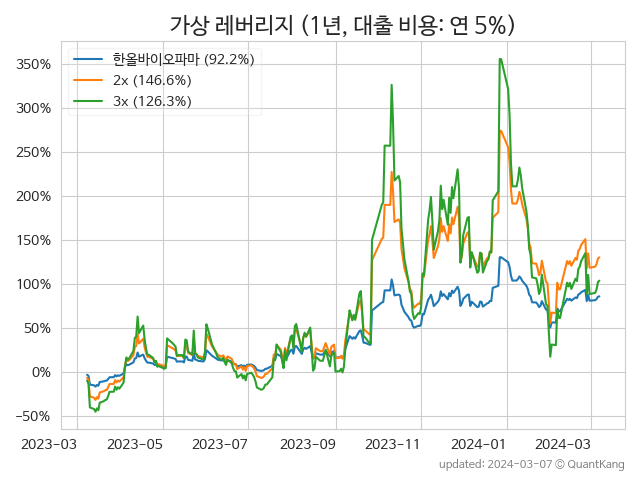 가상 레버리지 (1년, 대출 비용: 연 5%)
한올바이오파마 (92.2%)
2x (146.6%)
3x (126.3%)
350%
300%
250%
200%
150%
100%
50%
0%
−50%
2023-03 2023-05 2023-07 2023-09 2023-11 2024-01 2024-03
updated: 2024-03-07 © QuantKang